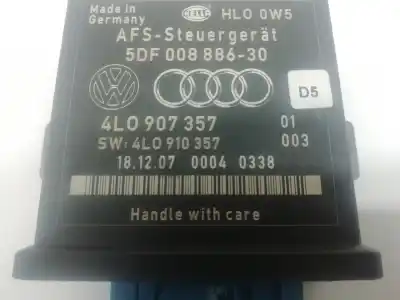 Made in
Germany
HELLA
HLO 0W5
AFS-Steuergerät
5DF 008 886-30
D5
4L0 907 357 01
SW: 4L0 910 357 003
18.12.07 0004 0338
Handle with care